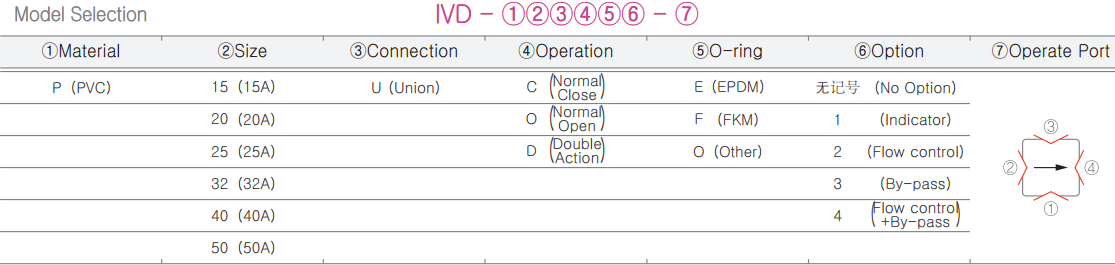 Model Selection IVD - ①②③④⑤⑥ - ⑦
①Material ②Size ③Connection ④Operation ⑤O-ring ⑥Option ⑦Operate Port
P (PVC) 15 (15A) U (Union) C (Normal Close) E (EPDM) 无记号 (No Option)
20 (20A) O (Normal Open) F (FKM) 1 (Indicator)
25 (25A) D (Double Action) O (Other) 2 (Flow control)
32 (32A) 3 (By-pass)
40 (40A) 4 (Flow control +By-pass)
50 (50A)
③
② ④
①